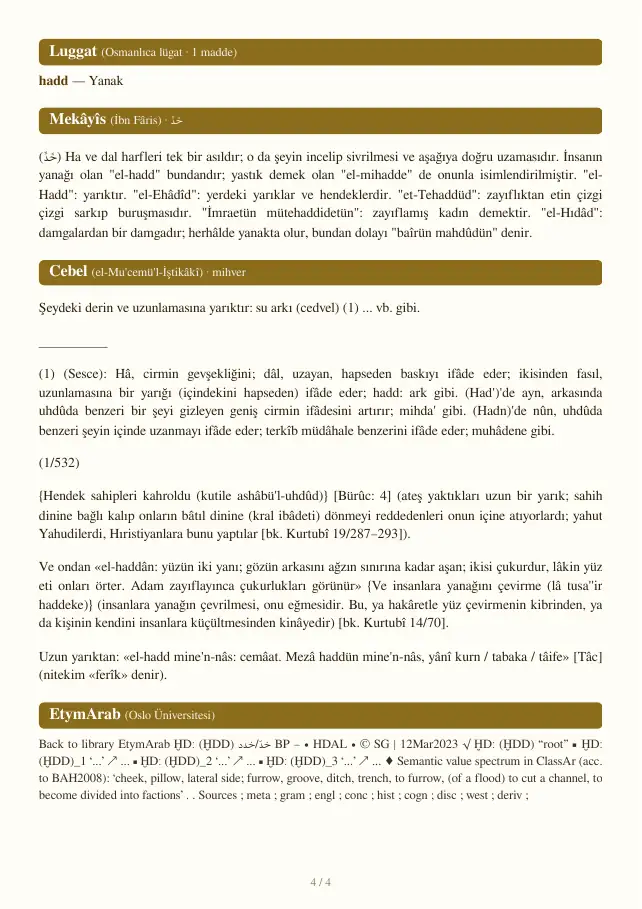 Luggat (Osmanlıca lügat · 1 madde)
hadd — Yanak
Mekâyîs (İbn Fâris) · خَدَّ
(خَدَّ) Ha ve dal harfleri tek bir asıldır; o da şeyin incelip sivrilmesi ve aşağıya doğru uzamasıdır. İnsanın
yanağı olan "el-hadd" bundandır; yastık demek olan "el-mihadde" de onunla isimlendirilmiştir. "el-
Hadd": yarıktır. "el-Ehâdîd": yerdeki yarıklar ve hendeklerdir. "et-Tehaddüd": zayıflıktan etin çizgi
çizgi sarkıp buruşmasıdır. "İmraetün mütehaddidetün": zayıflamış kadın demektir. "el-Hıdâd":
damgalardan bir damgadır; herhâlde yanakta olur, bundan dolayı "baîrün mahdûdün" denir.
Cebel (el-Mu'cemü'l-İştikâkî) · mihver
Şeydeki derin ve uzunlamasına yarıktır: su arkı (cedvel) (1) ... vb. gibi.
(1) (Sesce): Hâ, cirmin gevşekliğini; dâl, uzayan, hapseden baskıyı ifâde eder; ikisinden fasıl,
uzunlamasına bir yarığı (içindekini hapseden) ifâde eder; hadd: ark gibi. (Had')'de ayn, arkasında
uhdûda benzeri bir şeyi gizleyen geniş cirmin ifâdesini artırır; mihda' gibi. (Hadn)'de nûn, uhdûda
benzeri şeyin içinde uzanmayı ifâde eder; terkîb müdâhale benzerini ifâde eder; muhâdene gibi.
(1/532)
{Hendek sahipleri kahroldu (kutile ashâbü'l-uhdûd)} [Bürûc: 4] (ateş yaktıkları uzun bir yarık; sahih
dinine bağlı kalıp onların bâtıl dinine (kral ibâdeti) dönmeyi reddedenleri onun içine atıyorlardı; yahut
Yahudilerdi, Hıristiyanlara bunu yaptılar [bk. Kurtubî 19/287–293]).
Ve ondan «el-haddân: yüzün iki yanı; gözün arkasını ağzın sınırına kadar aşan; ikisi çukurdur, lâkin yüz
eti onları örter. Adam zayıflayınca çukurlukları görünür» {Ve insanlara yanağını çevirme (lâ tusa''ir
haddeke)} (insanlara yanağın çevrilmesi, onu eğmesidir. Bu, ya hakâretle yüz çevirmenin kibrinden, ya
da kişinin kendini insanlara küçültmesinden kinâyedir) [bk. Kurtubî 14/70].
Uzun yarıktan: «el-hadd mine'n-nâs: cemâat. Mezâ haddün mine'n-nâs, yânî kurn / tabaka / tâife» [Tâc]
(nitekim «ferîk» denir).
EtymArab (Oslo Üniversitesi)
Back to library EtymArab ḪD: (ḪDD) خدّ/خدد BP – • HDAL • © SG | 12Mar2023 √ ḪD: (ḪDD) “root” ▪ ḪD:
(ḪDD)_1 ‘...’ ↗ ... ▪ ḪD: (ḪDD)_2 ‘...’ ↗ ... ▪ ḪD: (ḪDD)_3 ‘...’ ↗ ... ♦ Semantic value spectrum in ClassAr (acc.
to BAH2008): ‘cheek, pillow, lateral side; furrow, groove, ditch, trench, to furrow, (of a flood) to cut a channel, to
become divided into factions’ . . Sources ; meta ; gram ; engl ; conc ; hist ; cogn ; disc ; west ; deriv ;
4 / 4